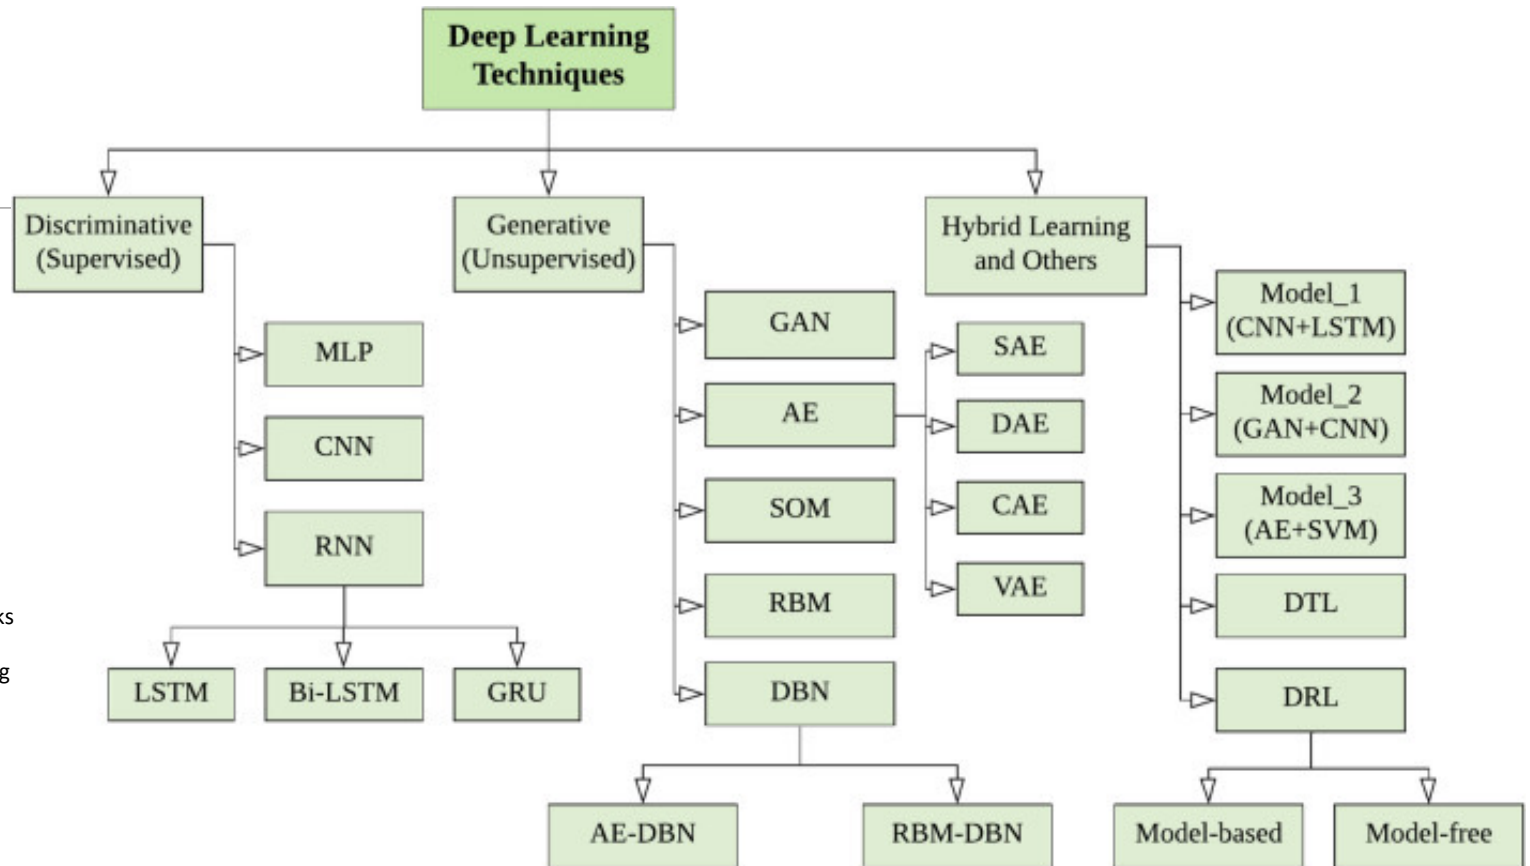 Deep Learning
Techniques
Discriminative
(Supervised)
Generative
(Unsupervised)
Hybrid Learning
and Others
MLP
CNN
RNN
LSTM
Bi-LSTM
GRU
GAN
AE
SOM
RBM
DBN
SAE
DAE
CAE
VAE
AE-DBN
RBM-DBN
Model_1
(CNN+LSTM)
Model_2
(GAN+CNN)
Model_3
(AE+SVM)
DTL
DRL
Model-based
Model-free
ks
g